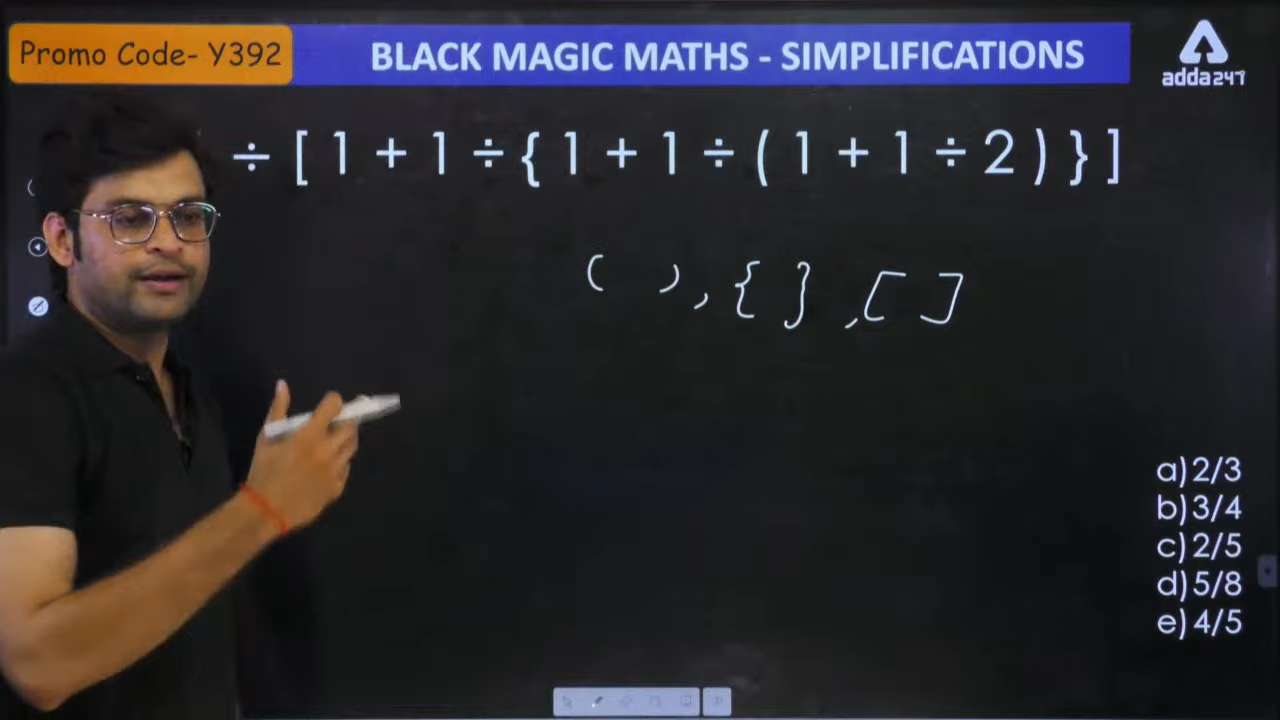 Promo Code- Y392
BLACK MAGIC MATHS - SIMPLIFICATIONS
adda247
÷ [ 1 + 1 ÷ { 1 + 1 ÷ ( 1 + 1 ÷ 2 ) } ]
( ) , { } , [ ]
a) 2/3
b) 3/4
c) 2/5
d) 5/8
e) 4/5